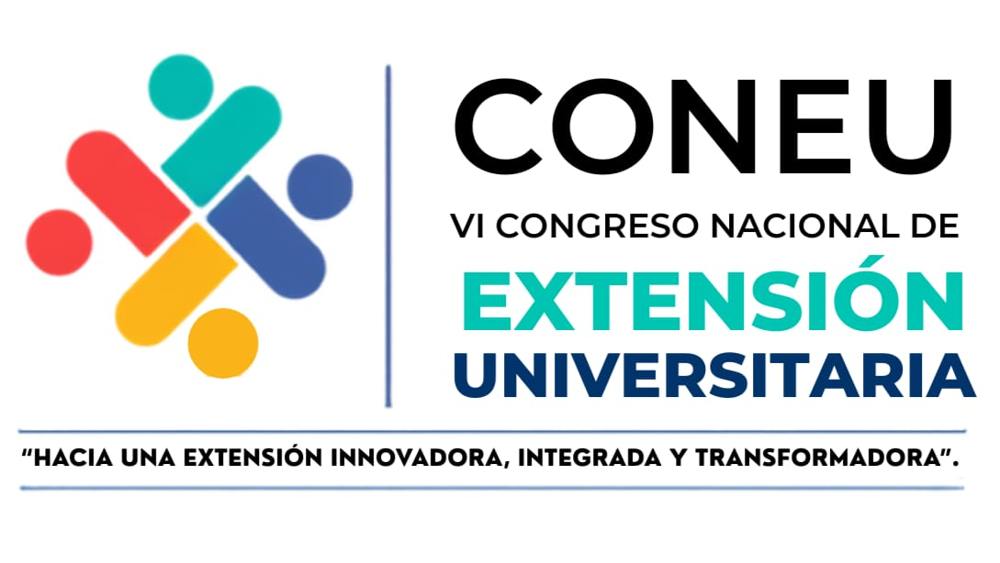 CONEU
VI CONGRESO NACIONAL DE
EXTENSIÓN
UNIVERSITARIA
“HACIA UNA EXTENSIÓN INNOVADORA, INTEGRADA Y TRANSFORMADORA”.